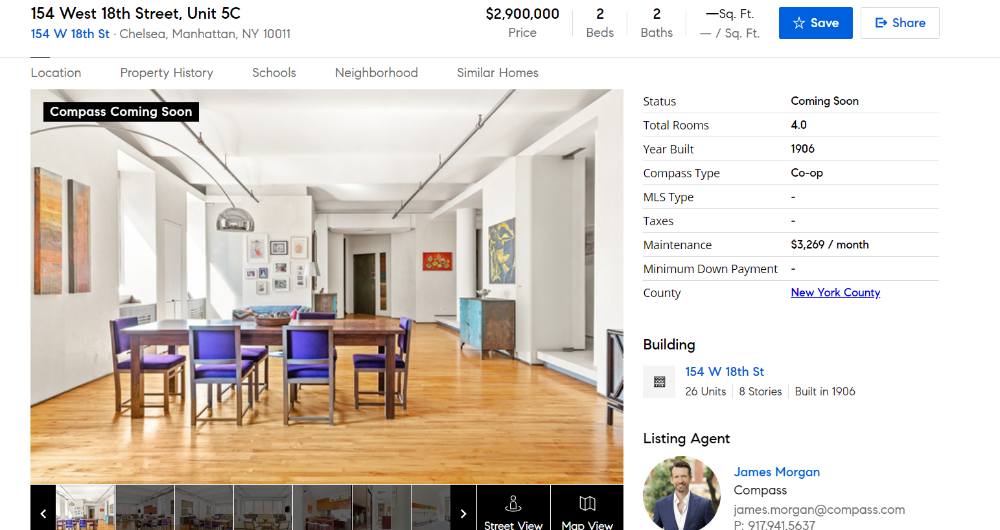 154 West 18th Street, Unit 5C
154 W 18th St · Chelsea, Manhattan, NY 10011
$2,900,000
Price
2
Beds
2
Baths
—Sq. Ft.
— / Sq. Ft.
Save
Share
Location
Property History
Schools
Neighborhood
Similar Homes
Compass Coming Soon
Street View
Map View
Status Coming Soon
Total Rooms 4.0
Year Built 1906
Compass Type Co-op
MLS Type -
Taxes -
Maintenance $3,269 / month
Minimum Down Payment -
County New York County
Building
154 W 18th St
26 Units 8 Stories Built in 1906
Listing Agent
James Morgan
Compass
james.morgan@compass.com
P: 917.941.5637